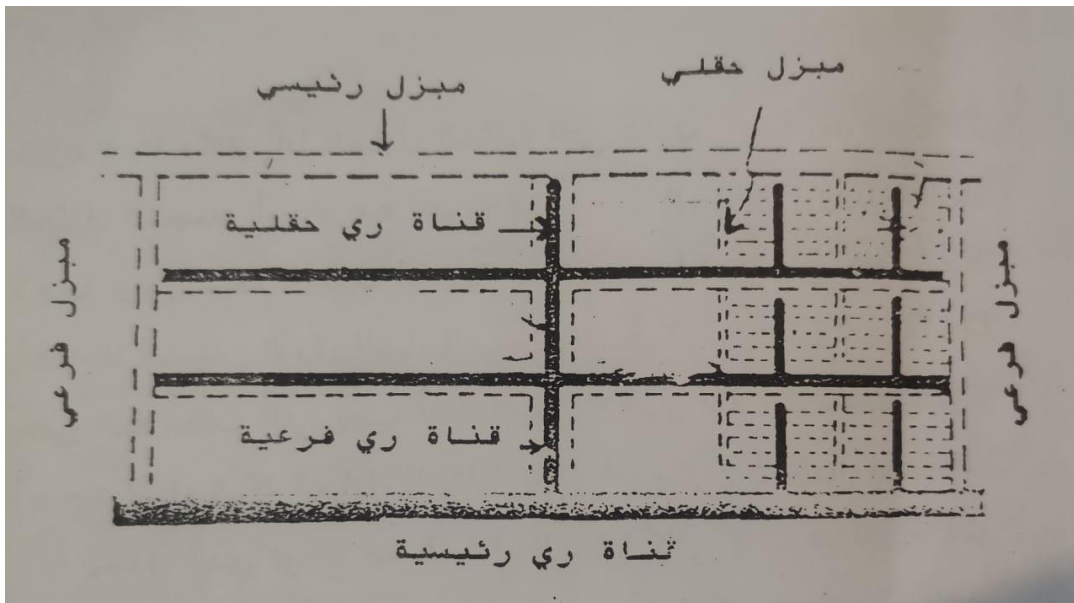 مبزل حقلي
مبزل رئيسي
قناة ري حقلية
مبزل فرعي
مبزل فرعي
قناة ري فرعية
قناة ري رئيسية